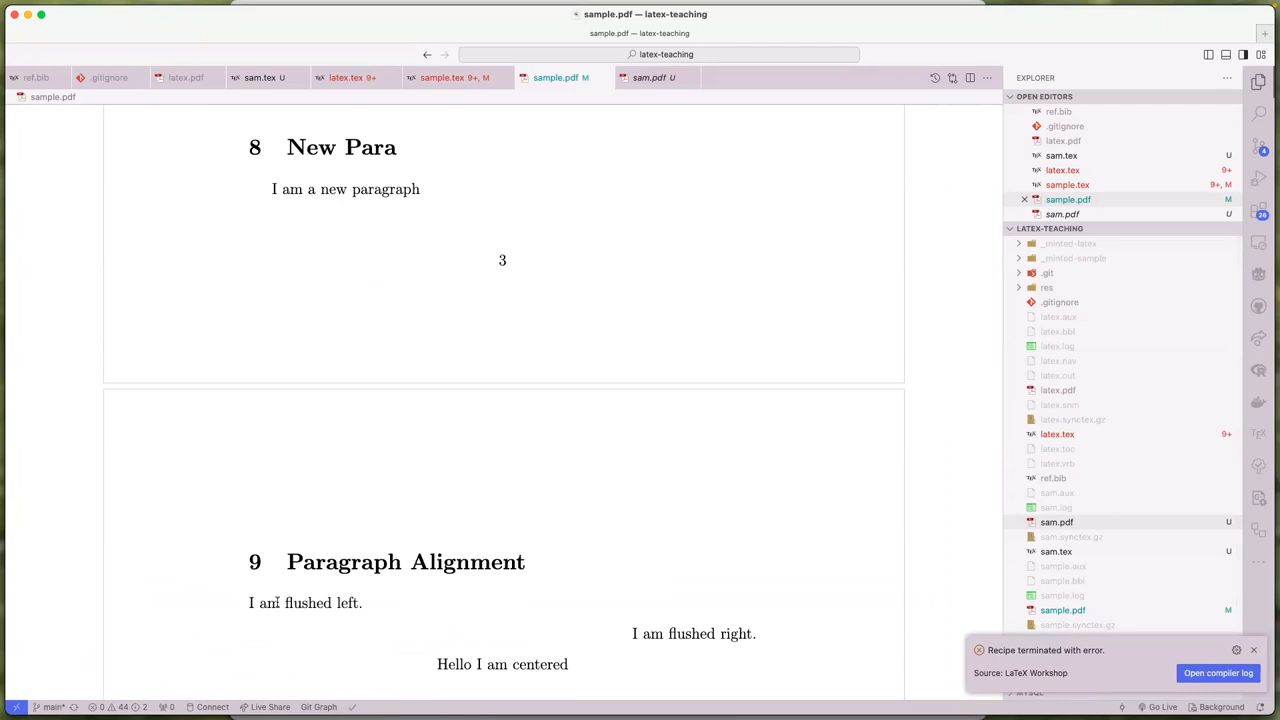 sample.pdf — latex-teaching
sample.pdf — latex-teaching
latex-teaching
ref.bib
.gitignore
latex.pdf
sam.tex U
latex.tex 9+
sample.tex 9+, M
sample.pdf M
sam.pdf U
EXPLORER
sample.pdf
OPEN EDITORS
ref.bib
.gitignore
latex.pdf
sam.tex U
latex.tex 9+
sample.tex 9+, M
sample.pdf M
sam.pdf U
LATEX-TEACHING
_minted-latex
_minted-sample
.git
res
.gitignore
latex.aux
latex.bbl
latex.log
latex.nav
latex.out
latex.pdf
latex.snm
latex.synctex.gz
latex.tex 9+
latex.toc
latex.vrb
ref.bib
sam.aux
sam.log
sam.pdf U
sam.synctex.gz
sam.tex U
sample.aux
sample.bbl
sample.log
sample.pdf M
sample.synctex.gz
4
26
8 New Para
I am a new paragraph
3
9 Paragraph Alignment
I am flushed left.
I am flushed right.
Hello I am centered
Recipe terminated with error.
Source: LaTeX Workshop
Open compiler log
MYSQL
main*
0 44 2
0
Connect
Live Share
Git Graph
Go Live
Background